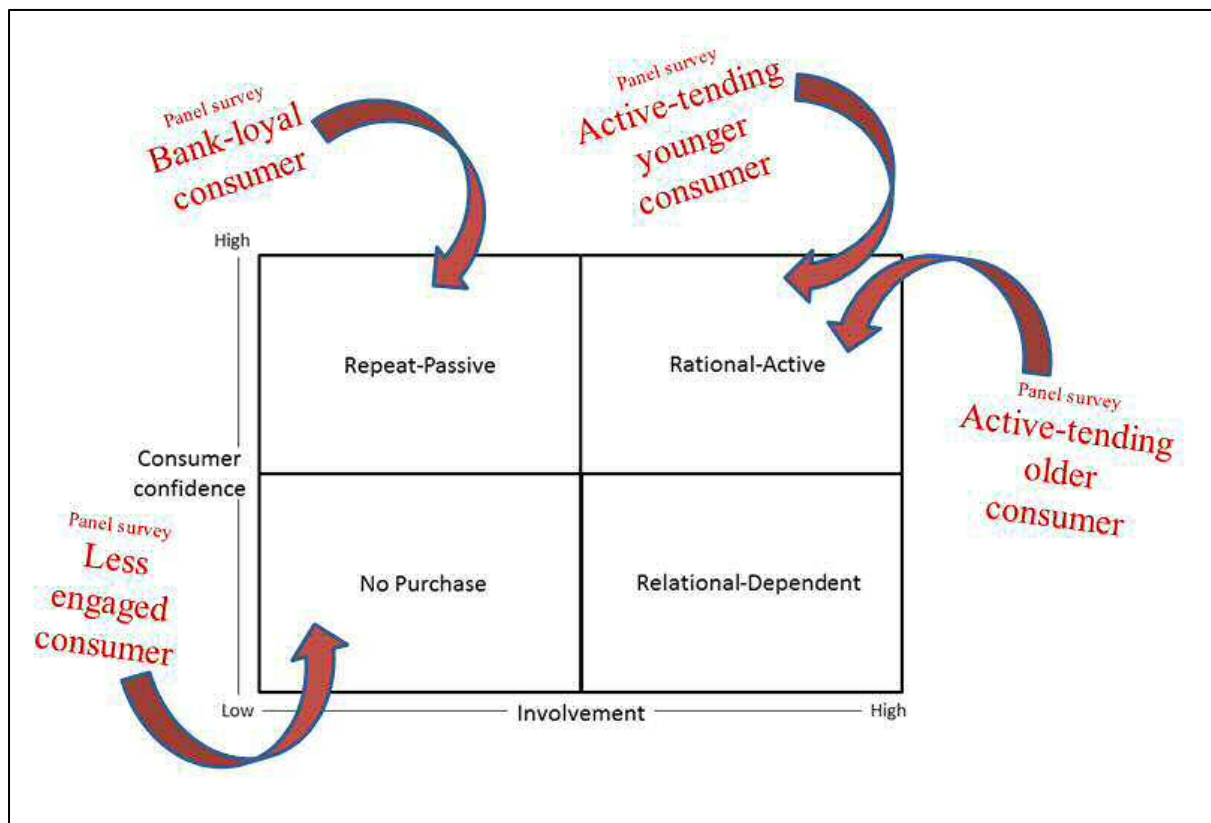 Panel survey
Bank-loyal
consumer
Panel survey
Active-tending
younger
consumer
High
Repeat-Passive
Rational-Active
Panel survey
Active-tending
older
consumer
Consumer
confidence
Panel survey
Less
engaged
consumer
No Purchase
Relational-Dependent
Low
Involvement
High